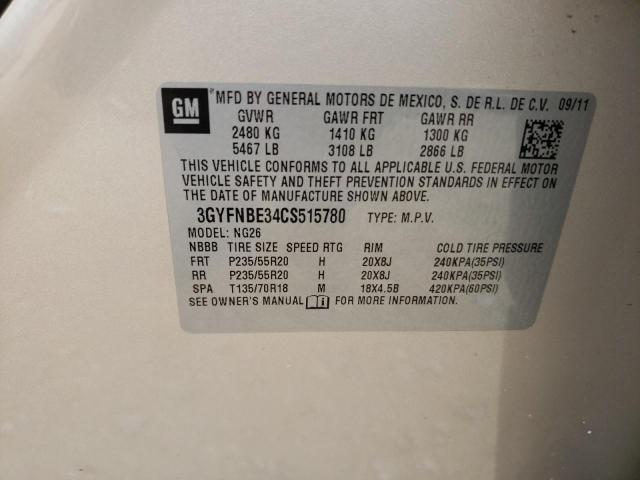 GM *MFD BY GENERAL MOTORS DE MEXICO, S. DE R.L. DE C.V. 09/11
GVWR GAWR FRT GAWR RR
2480 KG 1410 KG 1300 KG
5467 LB 3108 LB 2866 LB
THIS VEHICLE CONFORMS TO ALL APPLICABLE U.S. FEDERAL MOTOR
VEHICLE SAFETY AND THEFT PREVENTION STANDARDS IN EFFECT ON
THE DATE OF MANUFACTURE SHOWN ABOVE.
3GYFNBE34CS515780 TYPE: M.P.V.
MODEL: NG26
NBBB TIRE SIZE SPEED RTG RIM COLD TIRE PRESSURE
FRT P235/55R20 H 20X8J 240KPA(35PSI)
RR P235/55R20 H 20X8J 240KPA(35PSI)
SPA T135/70R18 M 18X4.5B 420KPA(60PSI)
SEE OWNER'S MANUAL FOR MORE INFORMATION.